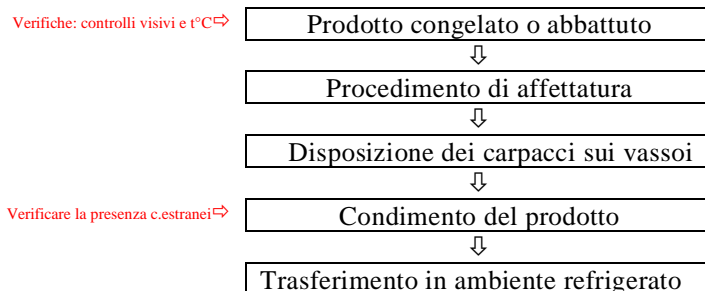 Verifiche: controlli visivi e t°C⇨ Prodotto congelato o abbattuto
⇩
Procedimento di affettatura
⇩
Disposizione dei carpacci sui vassoi
⇩
Verificare la presenza c.estranei⇨ Condimento del prodotto
⇩
Trasferimento in ambiente refrigerato